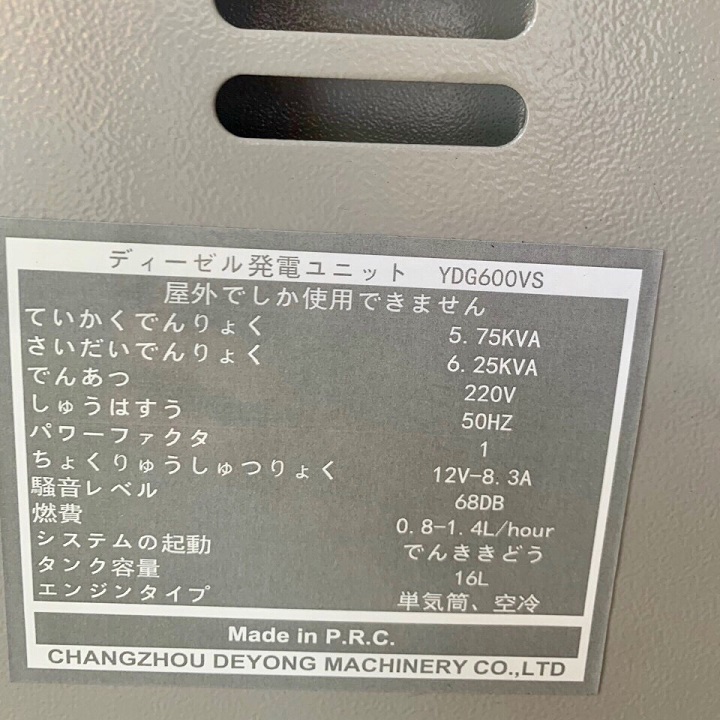 ディーゼル発電ユニット YDG600VS
屋外でしか使用できません
ていかくでんりょく 5.75KVA
さいだいでんりょく 6.25KVA
でんあつ 220V
しゅうはすう 50HZ
パワーファクタ 1
ちょくりゅうしゅつりょく 12V-8.3A
騒音レベル 68DB
燃費 0.8-1.4L/hour
システムの起動 でんききどう
タンク容量 16L
エンジンタイプ 単気筒、空冷
Made in P.R.C.
CHANGZHOU DEYONG MACHINERY CO.,LTD